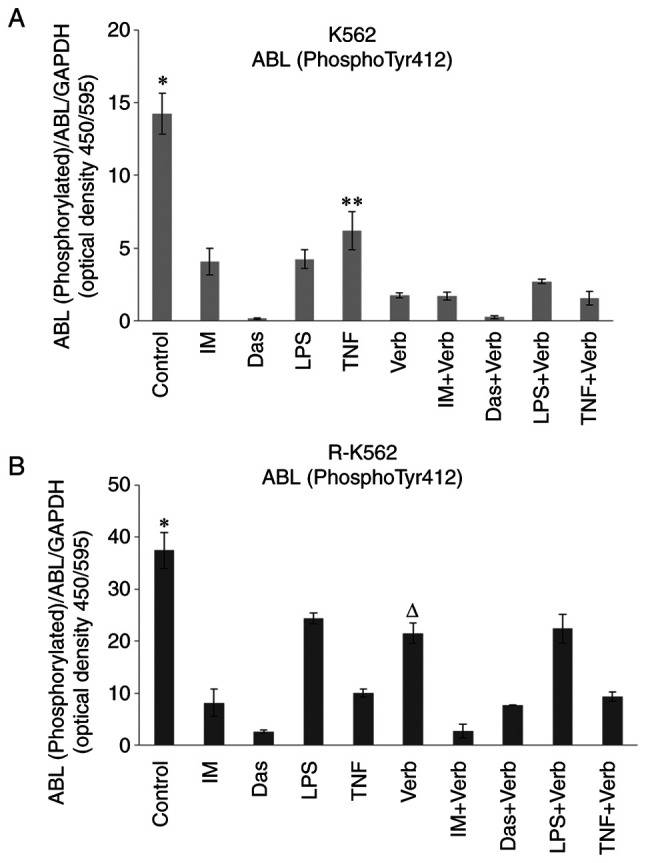 A
K562
ABL (PhosphoTyr412)
ABL (Phosphorylated)/ABL/GAPDH
(optical density 450/595)
20
15
10
5
0
*
**
Control
IM
Das
LPS
TNF
Verb
IM+Verb
Das+Verb
LPS+Verb
TNF+Verb
B
R-K562
ABL (PhosphoTyr412)
ABL (Phosphorylated)/ABL/GAPDH
(optical density 450/595)
50
40
30
20
10
0
*
Δ
Control
IM
Das
LPS
TNF
Verb
IM+Verb
Das+Verb
LPS+Verb
TNF+Verb